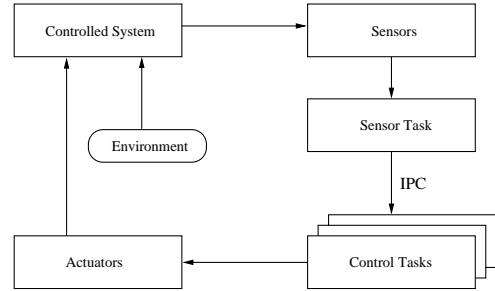 Controlled System
Sensors
Sensor Task
Environment
IPC
Actuators
Control Tasks